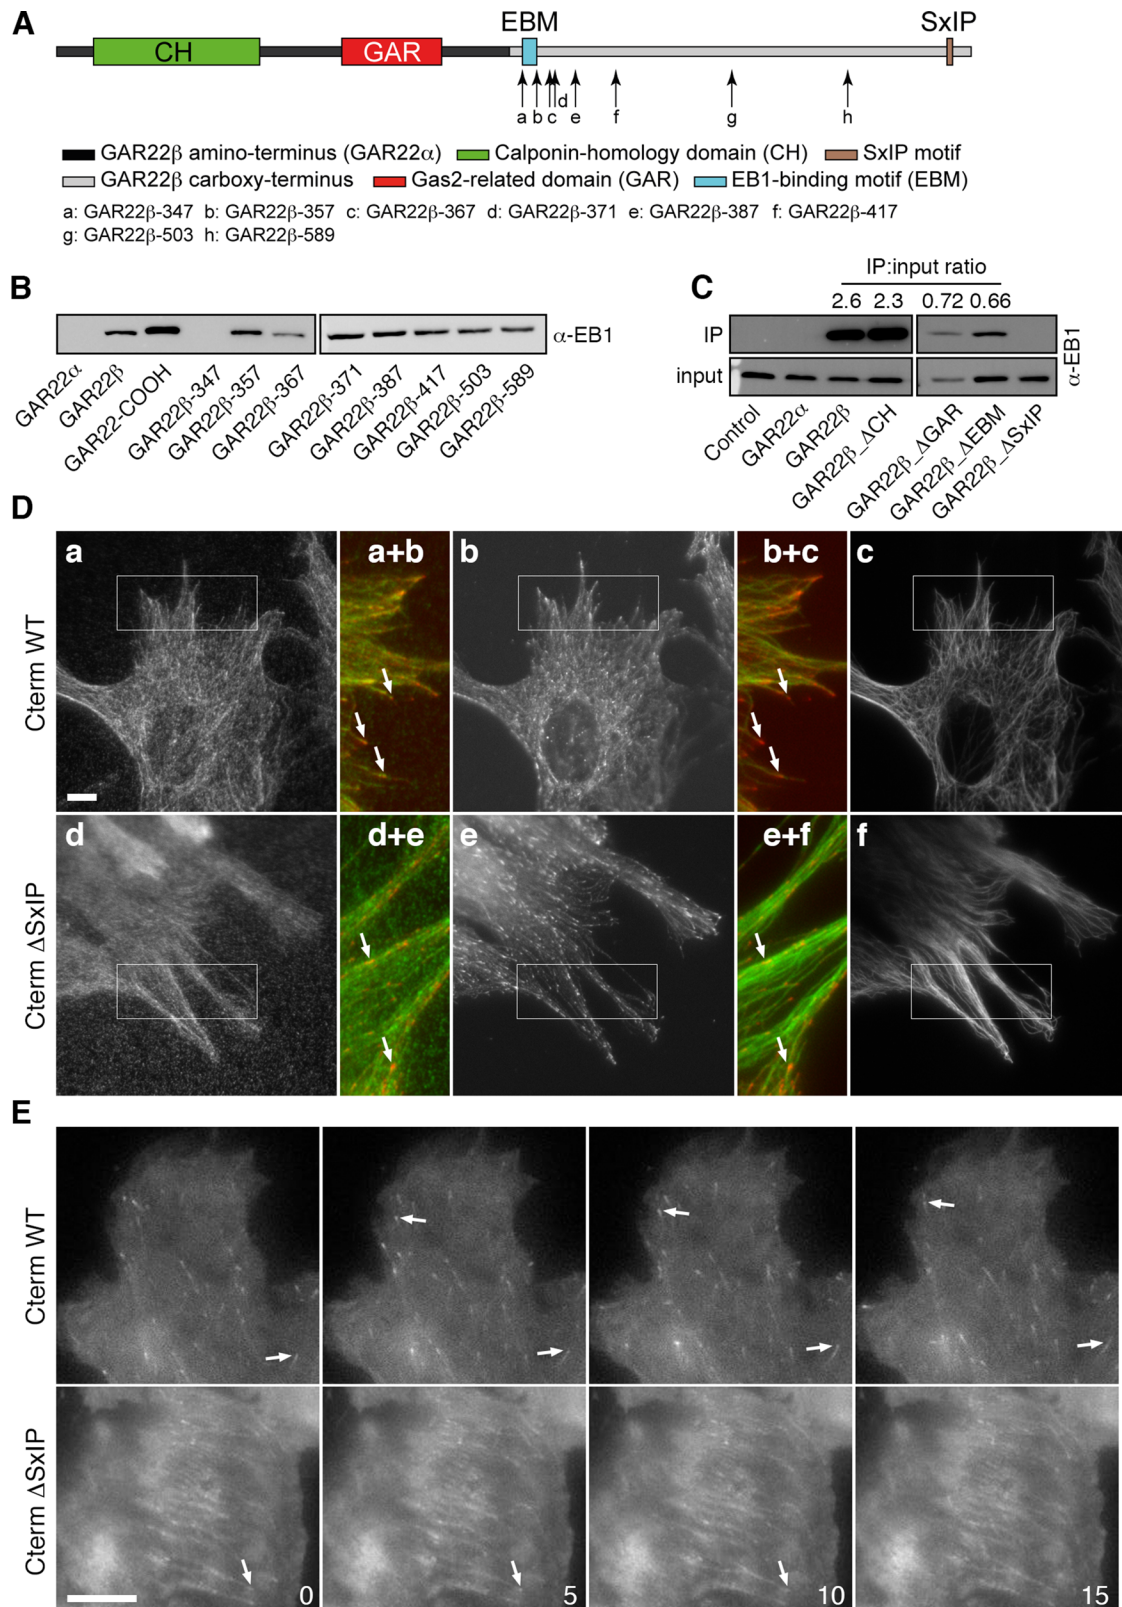 A
EBM
SxIP
CH
GAR
a b c d e f g h
GAR22β amino-terminus (GAR22α) Calponin-homology domain (CH) SxIP motif
GAR22β carboxy-terminus Gas2-related domain (GAR) EB1-binding motif (EBM)
a: GAR22β-347 b: GAR22β-357 c: GAR22β-367 d: GAR22β-371 e: GAR22β-387 f: GAR22β-417
g: GAR22β-503 h: GAR22β-589
B
α-EB1
GAR22α
GAR22β
GAR22-COOH
GAR22β-347
GAR22β-357
GAR22β-367
GAR22β-371
GAR22β-387
GAR22β-417
GAR22β-503
GAR22β-589
C
IP:input ratio
2.6 2.3 0.72 0.66
IP
input
α-EB1
Control
GAR22α
GAR22β
GAR22β_ΔCH
GAR22β_ΔGAR
GAR22β_ΔEBM
GAR22β_ΔSxIP
D
Cterm WT
a a+b b b+c c
Cterm ΔSxIP
d d+e e e+f f
E
Cterm WT
Cterm ΔSxIP
0 5 10 15